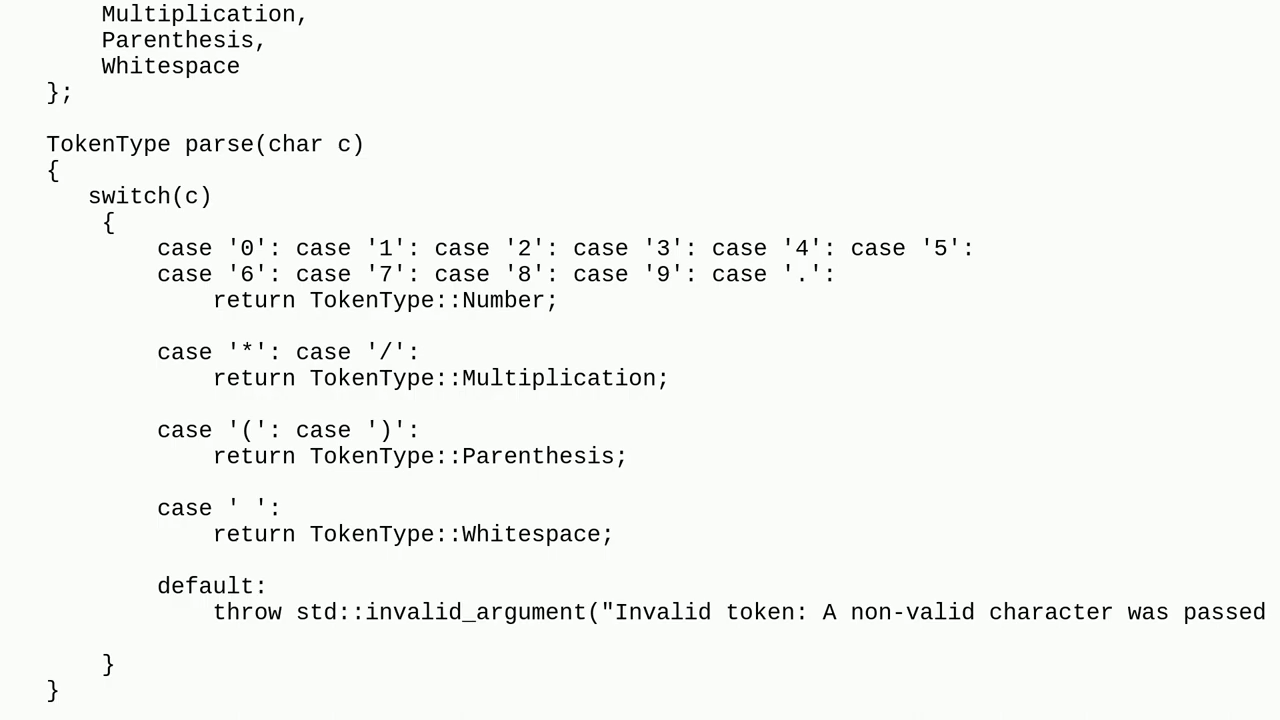 Multiplication,
Parenthesis,
Whitespace
};
TokenType parse(char c)
{
switch(c)
{
case '0': case '1': case '2': case '3': case '4': case '5':
case '6': case '7': case '8': case '9': case '.':
return TokenType::Number;
case '*': case '/':
return TokenType::Multiplication;
case '(': case ')':
return TokenType::Parenthesis;
case ' ':
return TokenType::Whitespace;
default:
throw std::invalid_argument("Invalid token: A non-valid character was passed
}
}